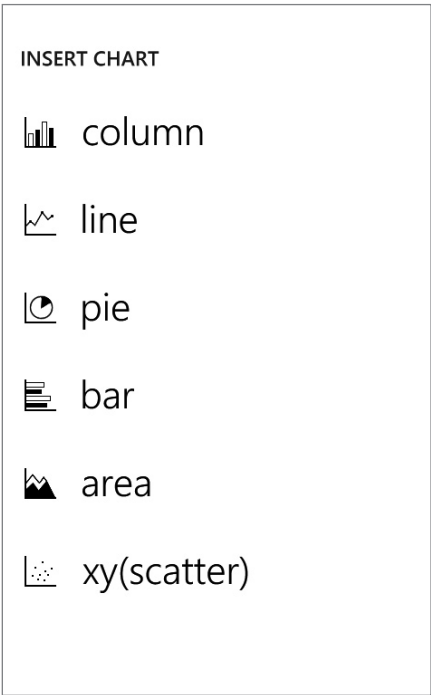 INSERT CHART
column
line
pie
bar
area
xy(scatter)